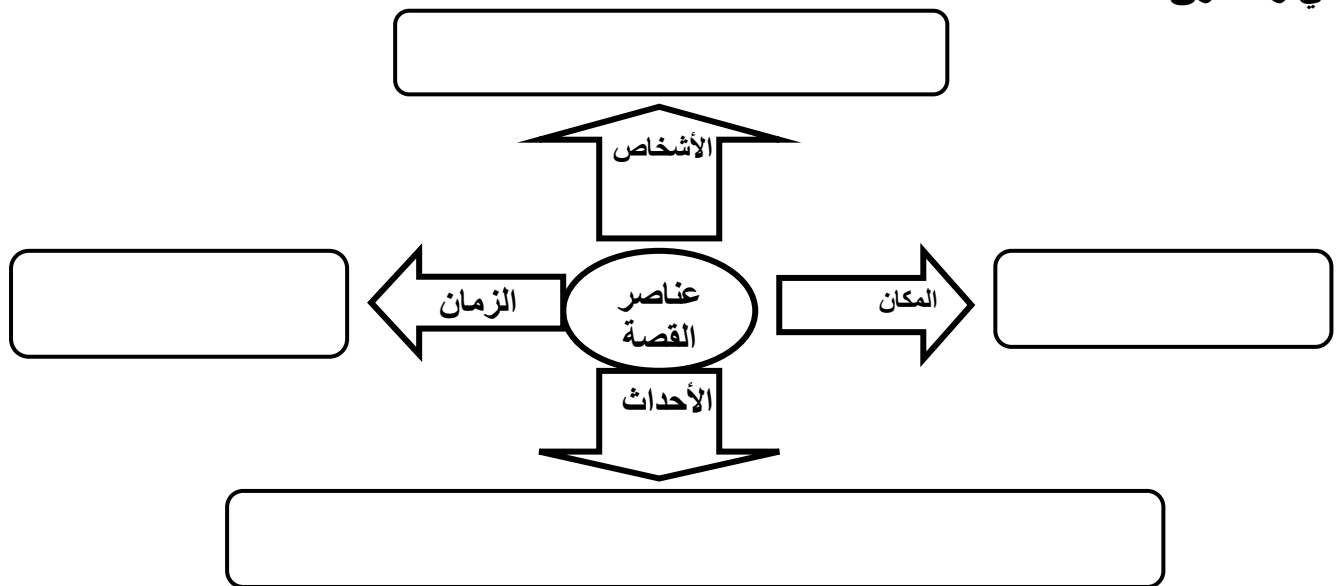 الأشخاص
المكان
عناصر
القصة
الزمان
الأحداث